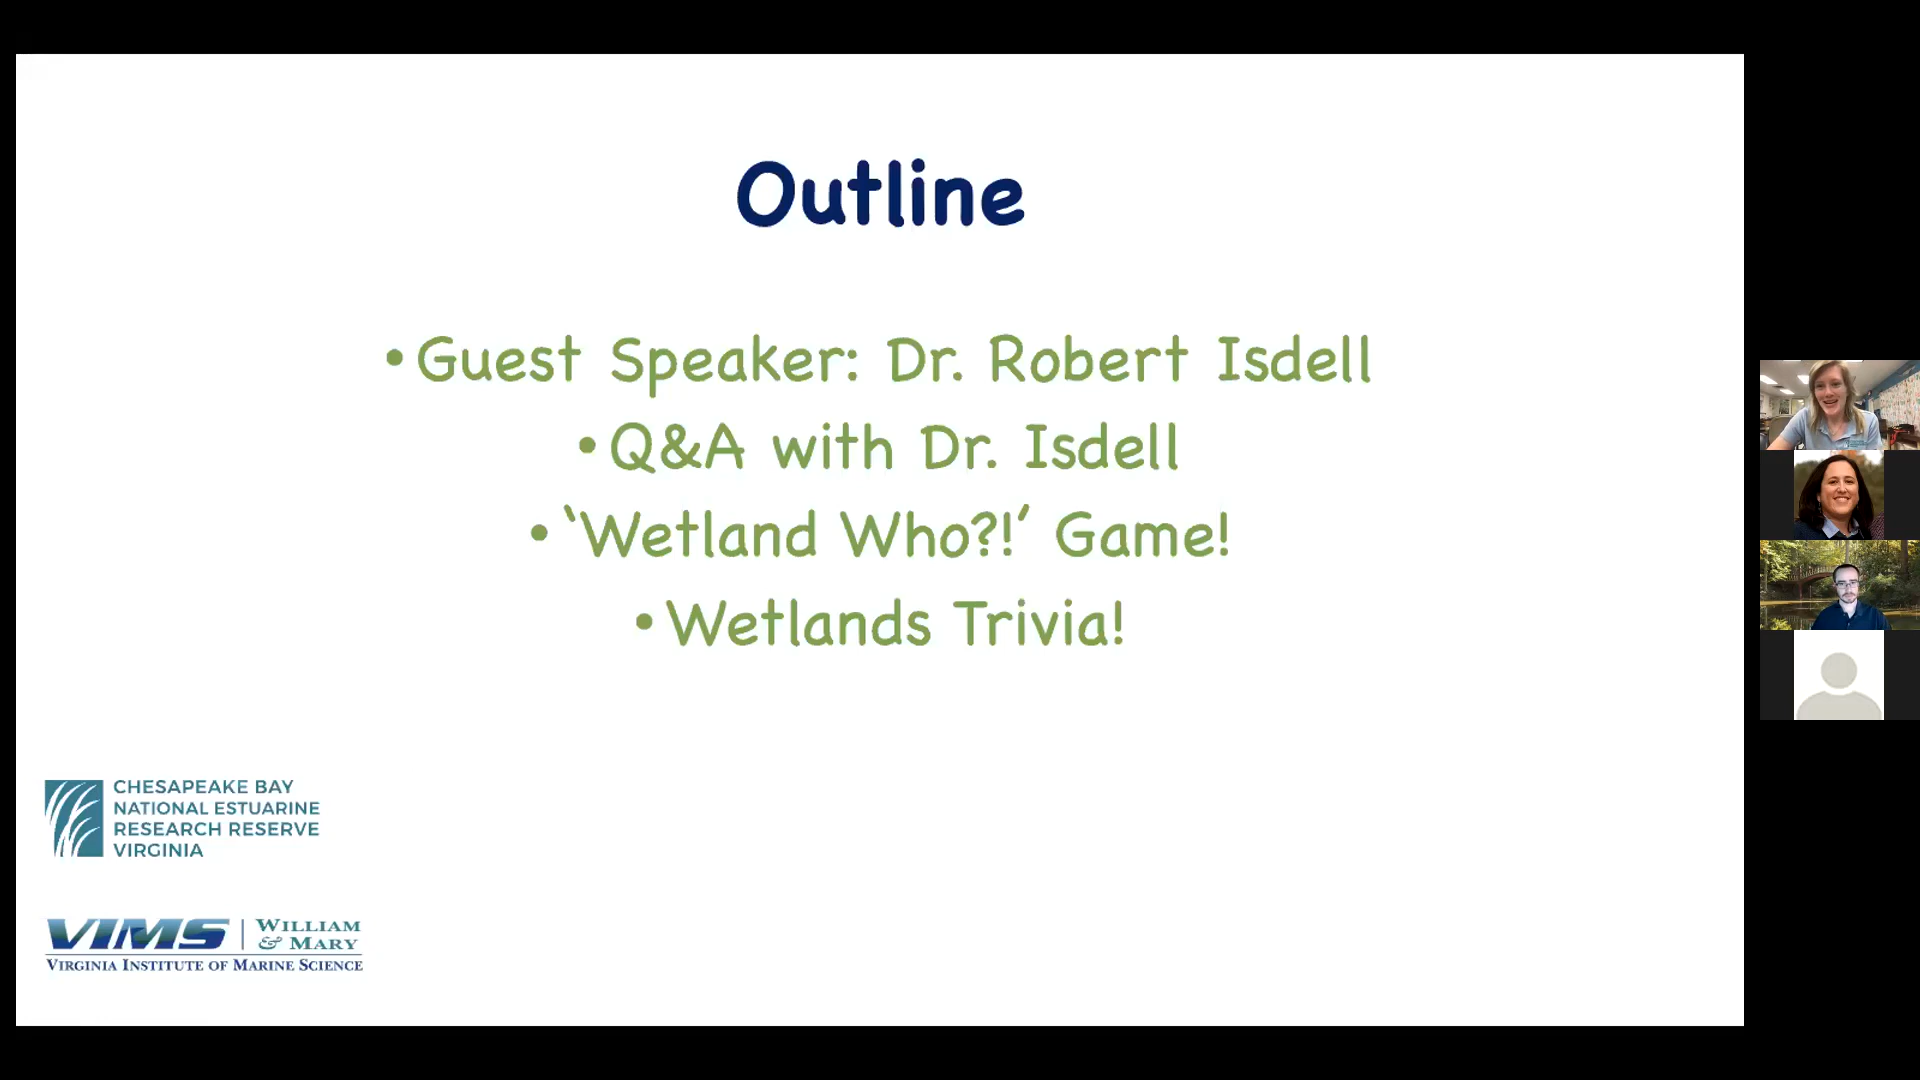 Outline
• Guest Speaker: Dr. Robert Isdell
• Q&A with Dr. Isdell
• ‘Wetland Who?!’ Game!
• Wetlands Trivia!
CHESAPEAKE BAY
NATIONAL ESTUARINE
RESEARCH RESERVE
VIRGINIA
VIMS | WILLIAM
& MARY
VIRGINIA INSTITUTE OF MARINE SCIENCE